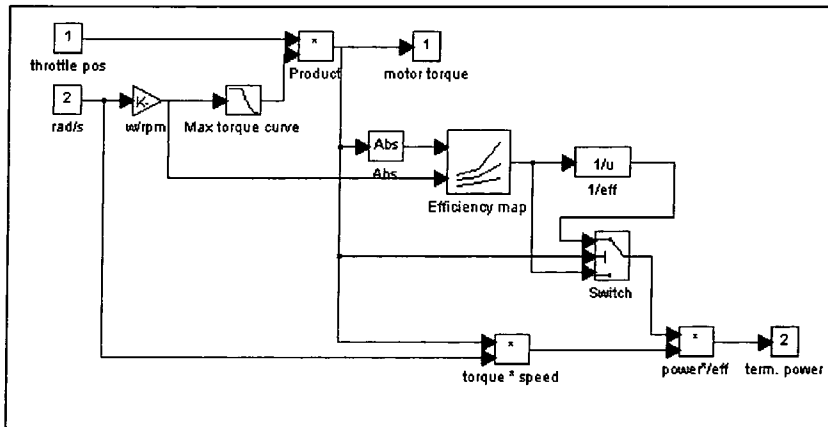 1
throttle pos
*
Product
1
motor torque
2
rad/s
K-
w/rpm
Max torque curve
Abs
Abs
Efficiency map
1/u
1/eff
Switch
*
torque * speed
*
power*/eff
2
term. power